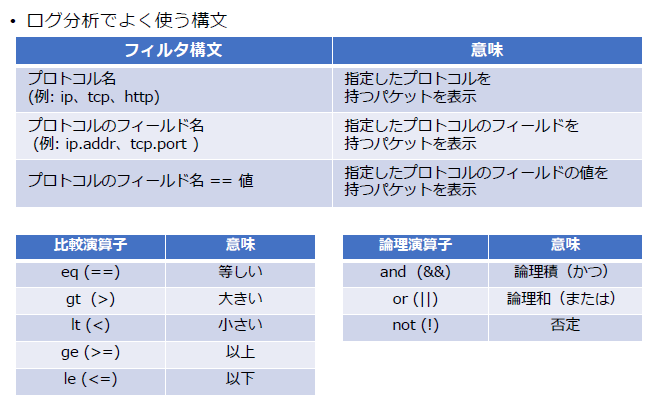 • ログ分析でよく使う構文
フィルタ構文 意味
プロトコル名
(例: ip、tcp、http)
指定したプロトコルを
持つパケットを表示
プロトコルのフィールド名
(例: ip.addr、tcp.port )
指定したプロトコルのフィールドを
持つパケットを表示
プロトコルのフィールド名 == 値
指定したプロトコルのフィールドの値を
持つパケットを表示
比較演算子 意味
eq (==) 等しい
gt (>) 大きい
lt (<) 小さい
ge (>=) 以上
le (<=) 以下
論理演算子 意味
and (&&) 論理積（かつ）
or (||) 論理和（または）
not (!) 否定